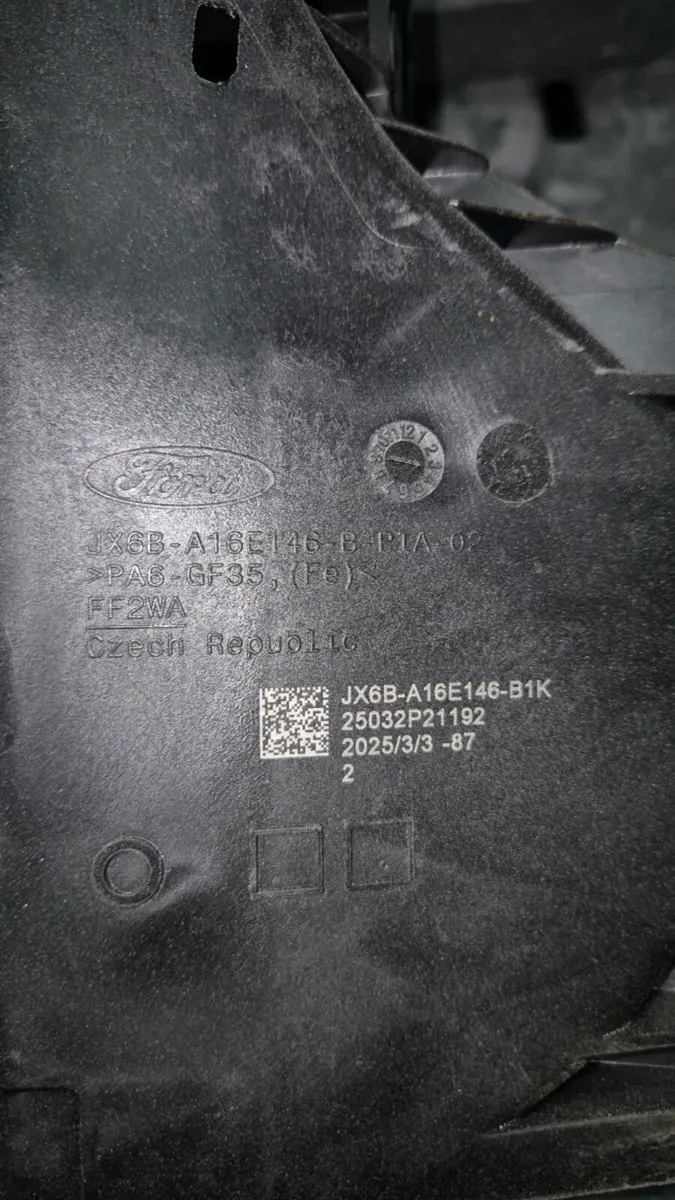 Ford
JX6B-A16E146-B-PIA-02
>PA6-GF35,(Fe)<
FF2WA
Czech Republic
JX6B-A16E146-B1K
25032P21192
2025/3/3 -87
2